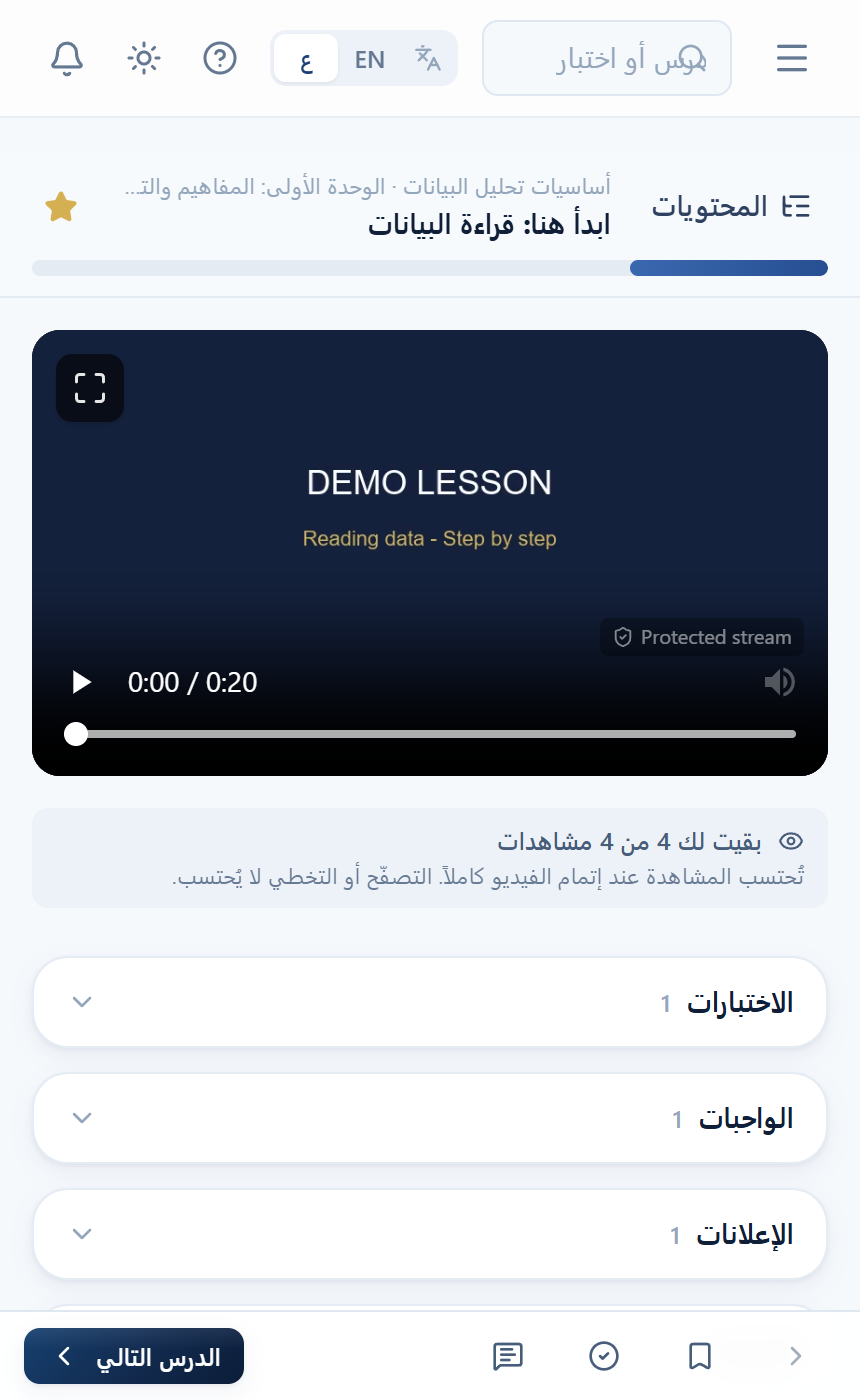 درس أو اختبار
EN
ع
المحتويات
أساسيات تحليل البيانات · الوحدة الأولى: المفاهيم والتـ...
ابدأ هنا: قراءة البيانات
DEMO LESSON
Reading data - Step by step
Protected stream
0:00 / 0:20
بقيت لك 4 من 4 مشاهدات
تُحتسب المشاهدة عند إتمام الفيديو كاملاً. التصفّح أو التخطي لا يُحتسب.
الاختبارات 1
الواجبات 1
الإعلانات 1
الدرس التالي